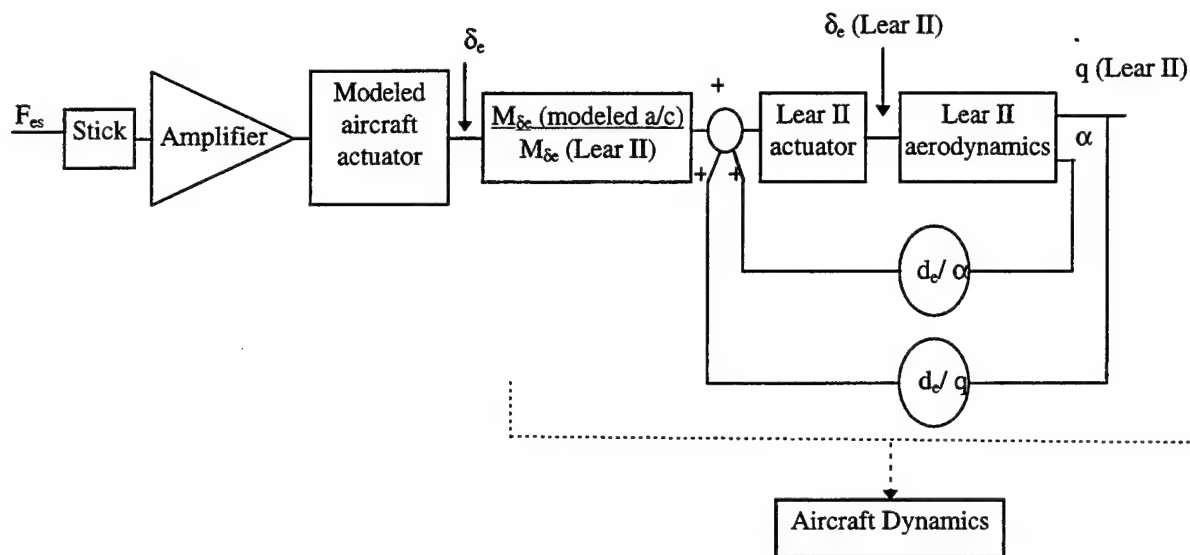 δe
δe (Lear II)
q (Lear II)
Fes
Stick
Amplifier
Modeled
aircraft
actuator
Mδe (modeled a/c)
Mδe (Lear II)
+
+
+
Lear II
actuator
Lear II
aerodynamics
α
de/ α
de/ q
Aircraft Dynamics